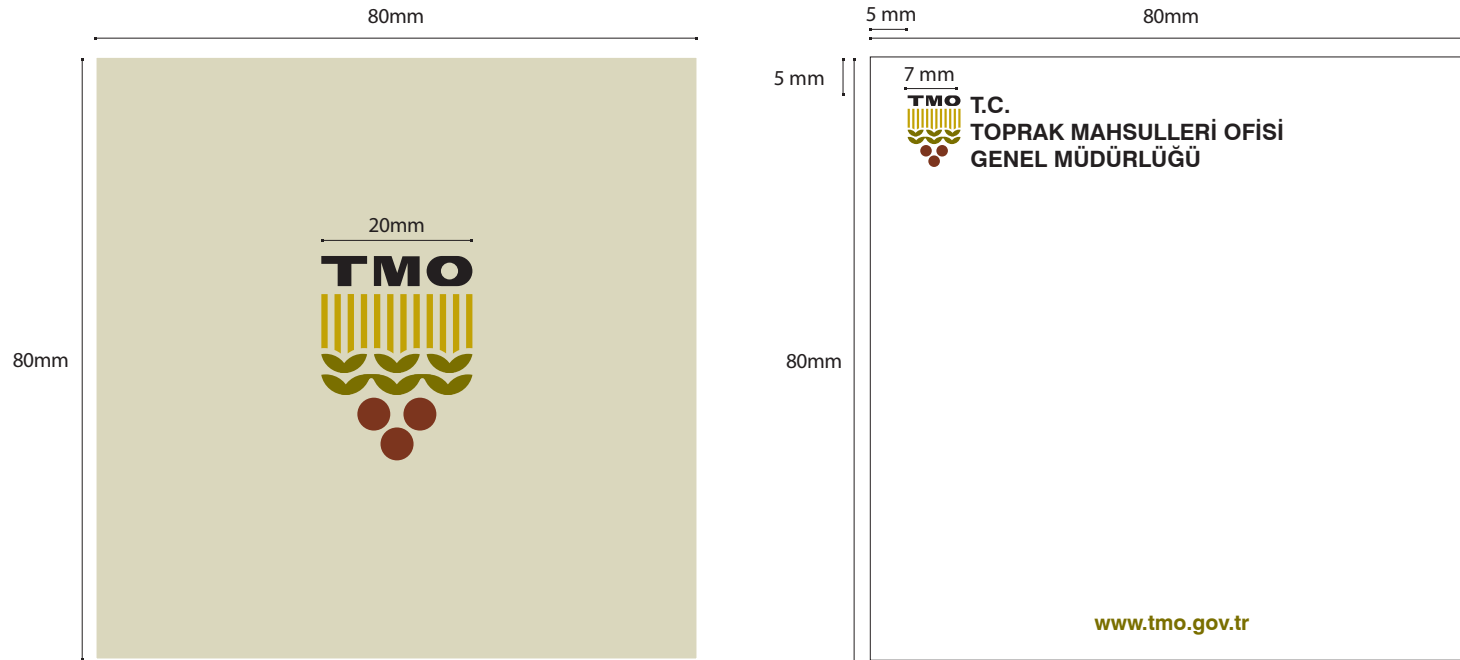 80mm
80mm
20mm
TMO
5 mm
80mm
5 mm
80mm
7 mm
TMO
T.C.
TOPRAK MAHSULLERİ OFİSİ
GENEL MÜDÜRLÜĞÜ
www.tmo.gov.tr